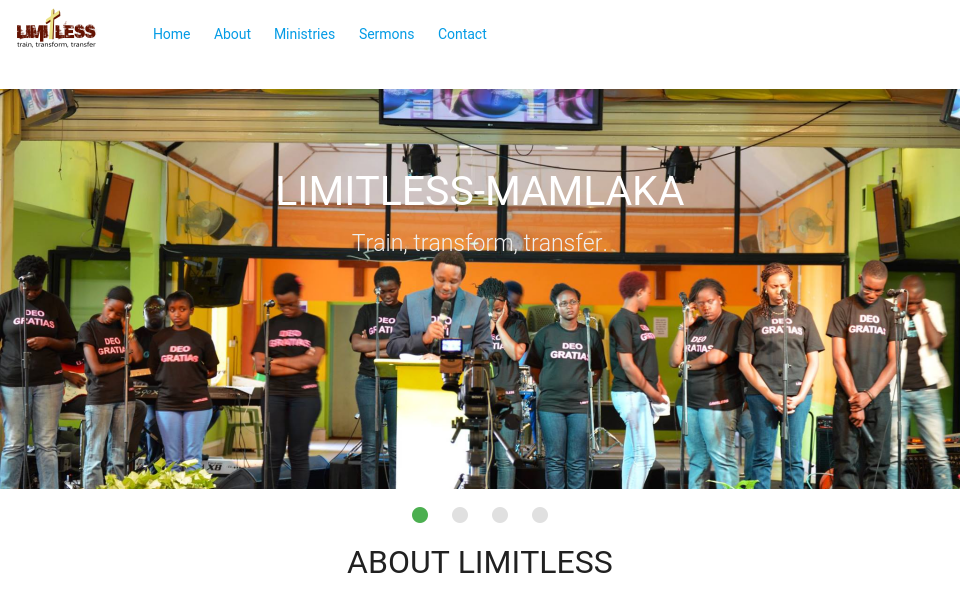 LIMITLESS
train, transform, transfer
Home About Ministries Sermons Contact
LIMITLESS-MAMLAKA
Train, transform, transfer.
DEO
GRATIAS
DEO
DEO
GRATIAS
DEO
GRATIAS
DEO
GRATIAS
DEO
GRATIAS
DEO
GRATIAS
ABOUT LIMITLESS